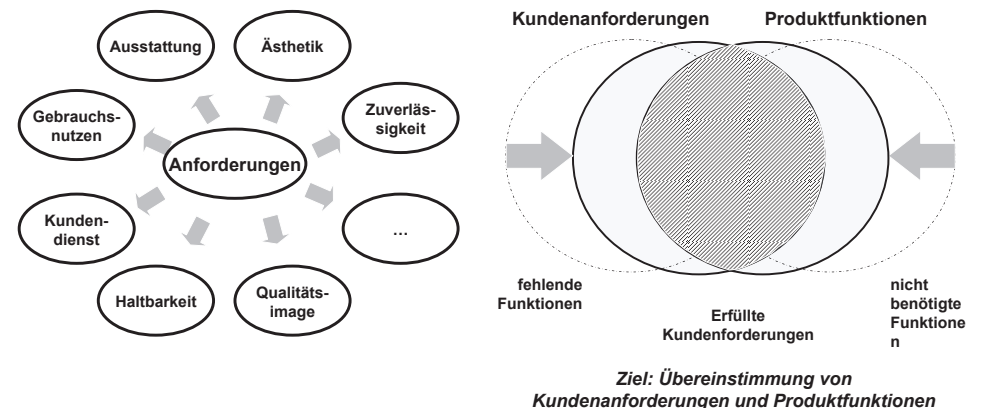 Ausstattung
Ästhetik
Gebrauchs-
nutzen
Zuverläs-
sigkeit
Anforderungen
Kunden-
dienst
...
Haltbarkeit
Qualitäts-
image
Kundenanforderungen
Produktfunktionen
fehlende
Funktionen
Erfüllte
Kundenforderungen
nicht
benötigte
Funktione
n
Ziel: Übereinstimmung von
Kundenanforderungen und Produktfunktionen